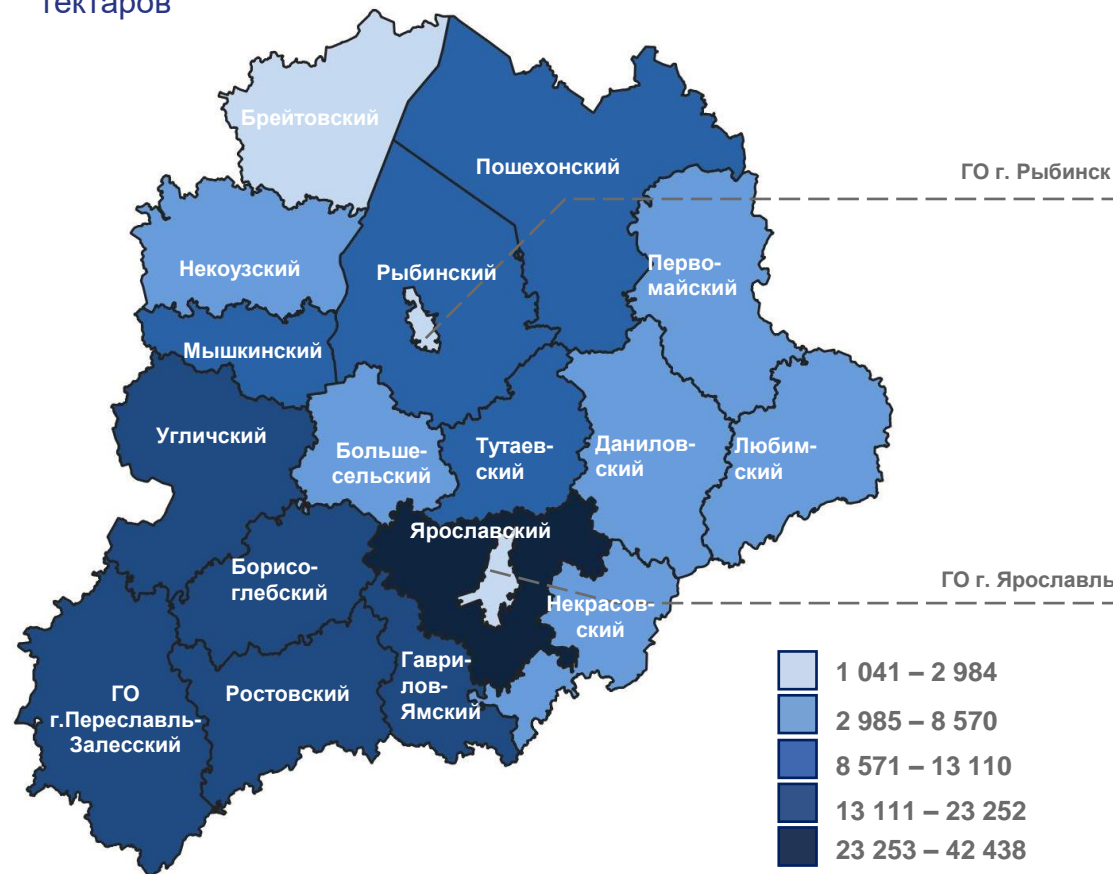 гектаров
Брейтовский
Пошехонский
ГО г. Рыбинск
Некоузский
Рыбинский
Перво-
майский
Мышкинский
Угличский
Больше-
сельский
Тутаев-
ский
Данилов-
ский
Любим-
ский
Ярославский
Борисо-
глебский
ГО г. Ярославль
Некрасов-
ский
Гаври-
лов-
Ямский
Ростовский
ГО
г.Переславль-
Залесский
1 041 – 2 984
2 985 – 8 570
8 571 – 13 110
13 111 – 23 252
23 253 – 42 438